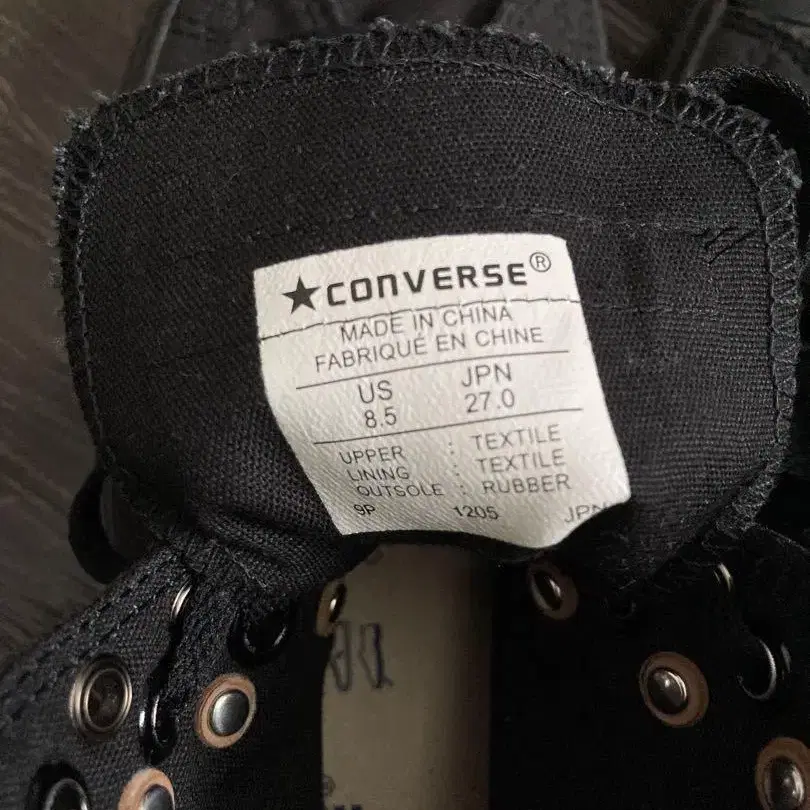 ★CONVERSE®
MADE IN CHINA
FABRIQUÉ EN CHINE
US JPN
8.5 27.0
UPPER : TEXTILE
LINING : TEXTILE
OUTSOLE : RUBBER
9P 1205 JPN